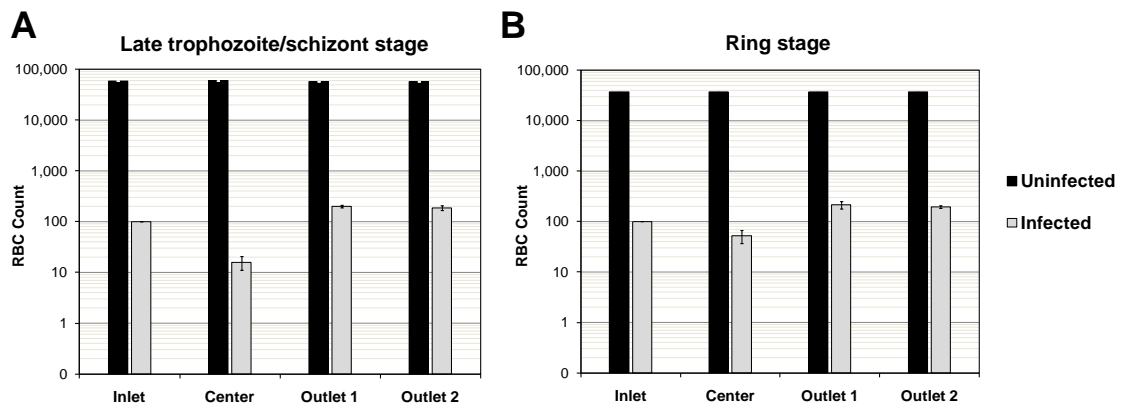 A
Late trophozoite/schizont stage
100,000
10,000
1,000
100
10
1
0
RBC Count
Inlet Center Outlet 1 Outlet 2
B
Ring stage
100,000
10,000
1,000
100
10
1
0
RBC Count
Inlet Center Outlet 1 Outlet 2
Uninfected
Infected